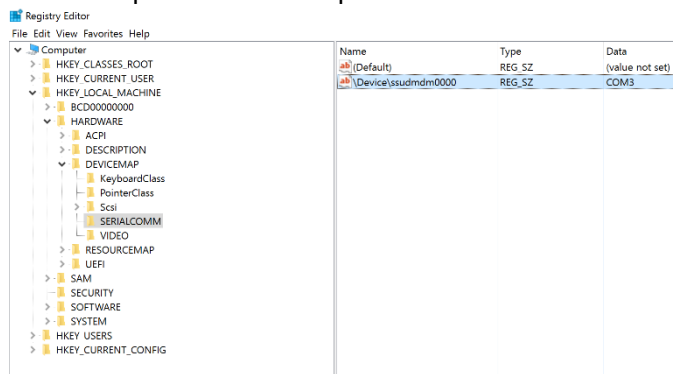 Registry Editor
File Edit View Favorites Help
Computer
HKEY_CLASSES_ROOT
HKEY_CURRENT_USER
HKEY_LOCAL_MACHINE
BCD00000000
HARDWARE
ACPI
DESCRIPTION
DEVICEMAP
KeyboardClass
PointerClass
Scsi
SERIALCOMM
VIDEO
RESOURCEMAP
UEFI
SAM
SECURITY
SOFTWARE
SYSTEM
HKEY_USERS
HKEY_CURRENT_CONFIG
Name Type Data
(Default) REG_SZ (value not set)
\Device\ssudmdm0000 REG_SZ COM3